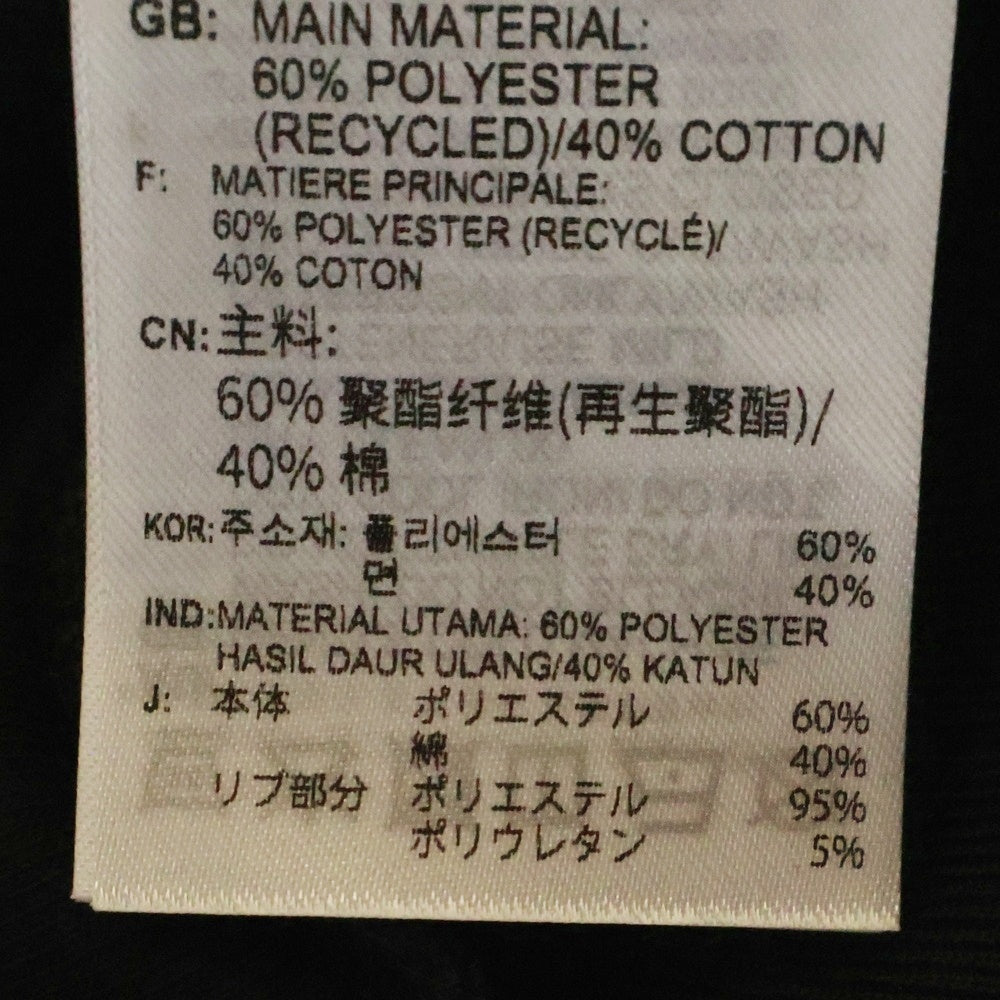 GB: MAIN MATERIAL:
60% POLYESTER
(RECYCLED)/40% COTTON
F: MATIERE PRINCIPALE:
60% POLYESTER (RECYCLÉ)/
40% COTON
CN: 主料:
60% 聚酯纤维(再生聚酯)/
40% 棉
KOR: 주소재: 폴리에스터 60%
면 40%
IND: MATERIAL UTAMA: 60% POLYESTER
HASIL DAUR ULANG/40% KATUN
J: 本体 ポリエステル 60%
綿 40%
リブ部分 ポリエステル 95%
ポリウレタン 5%